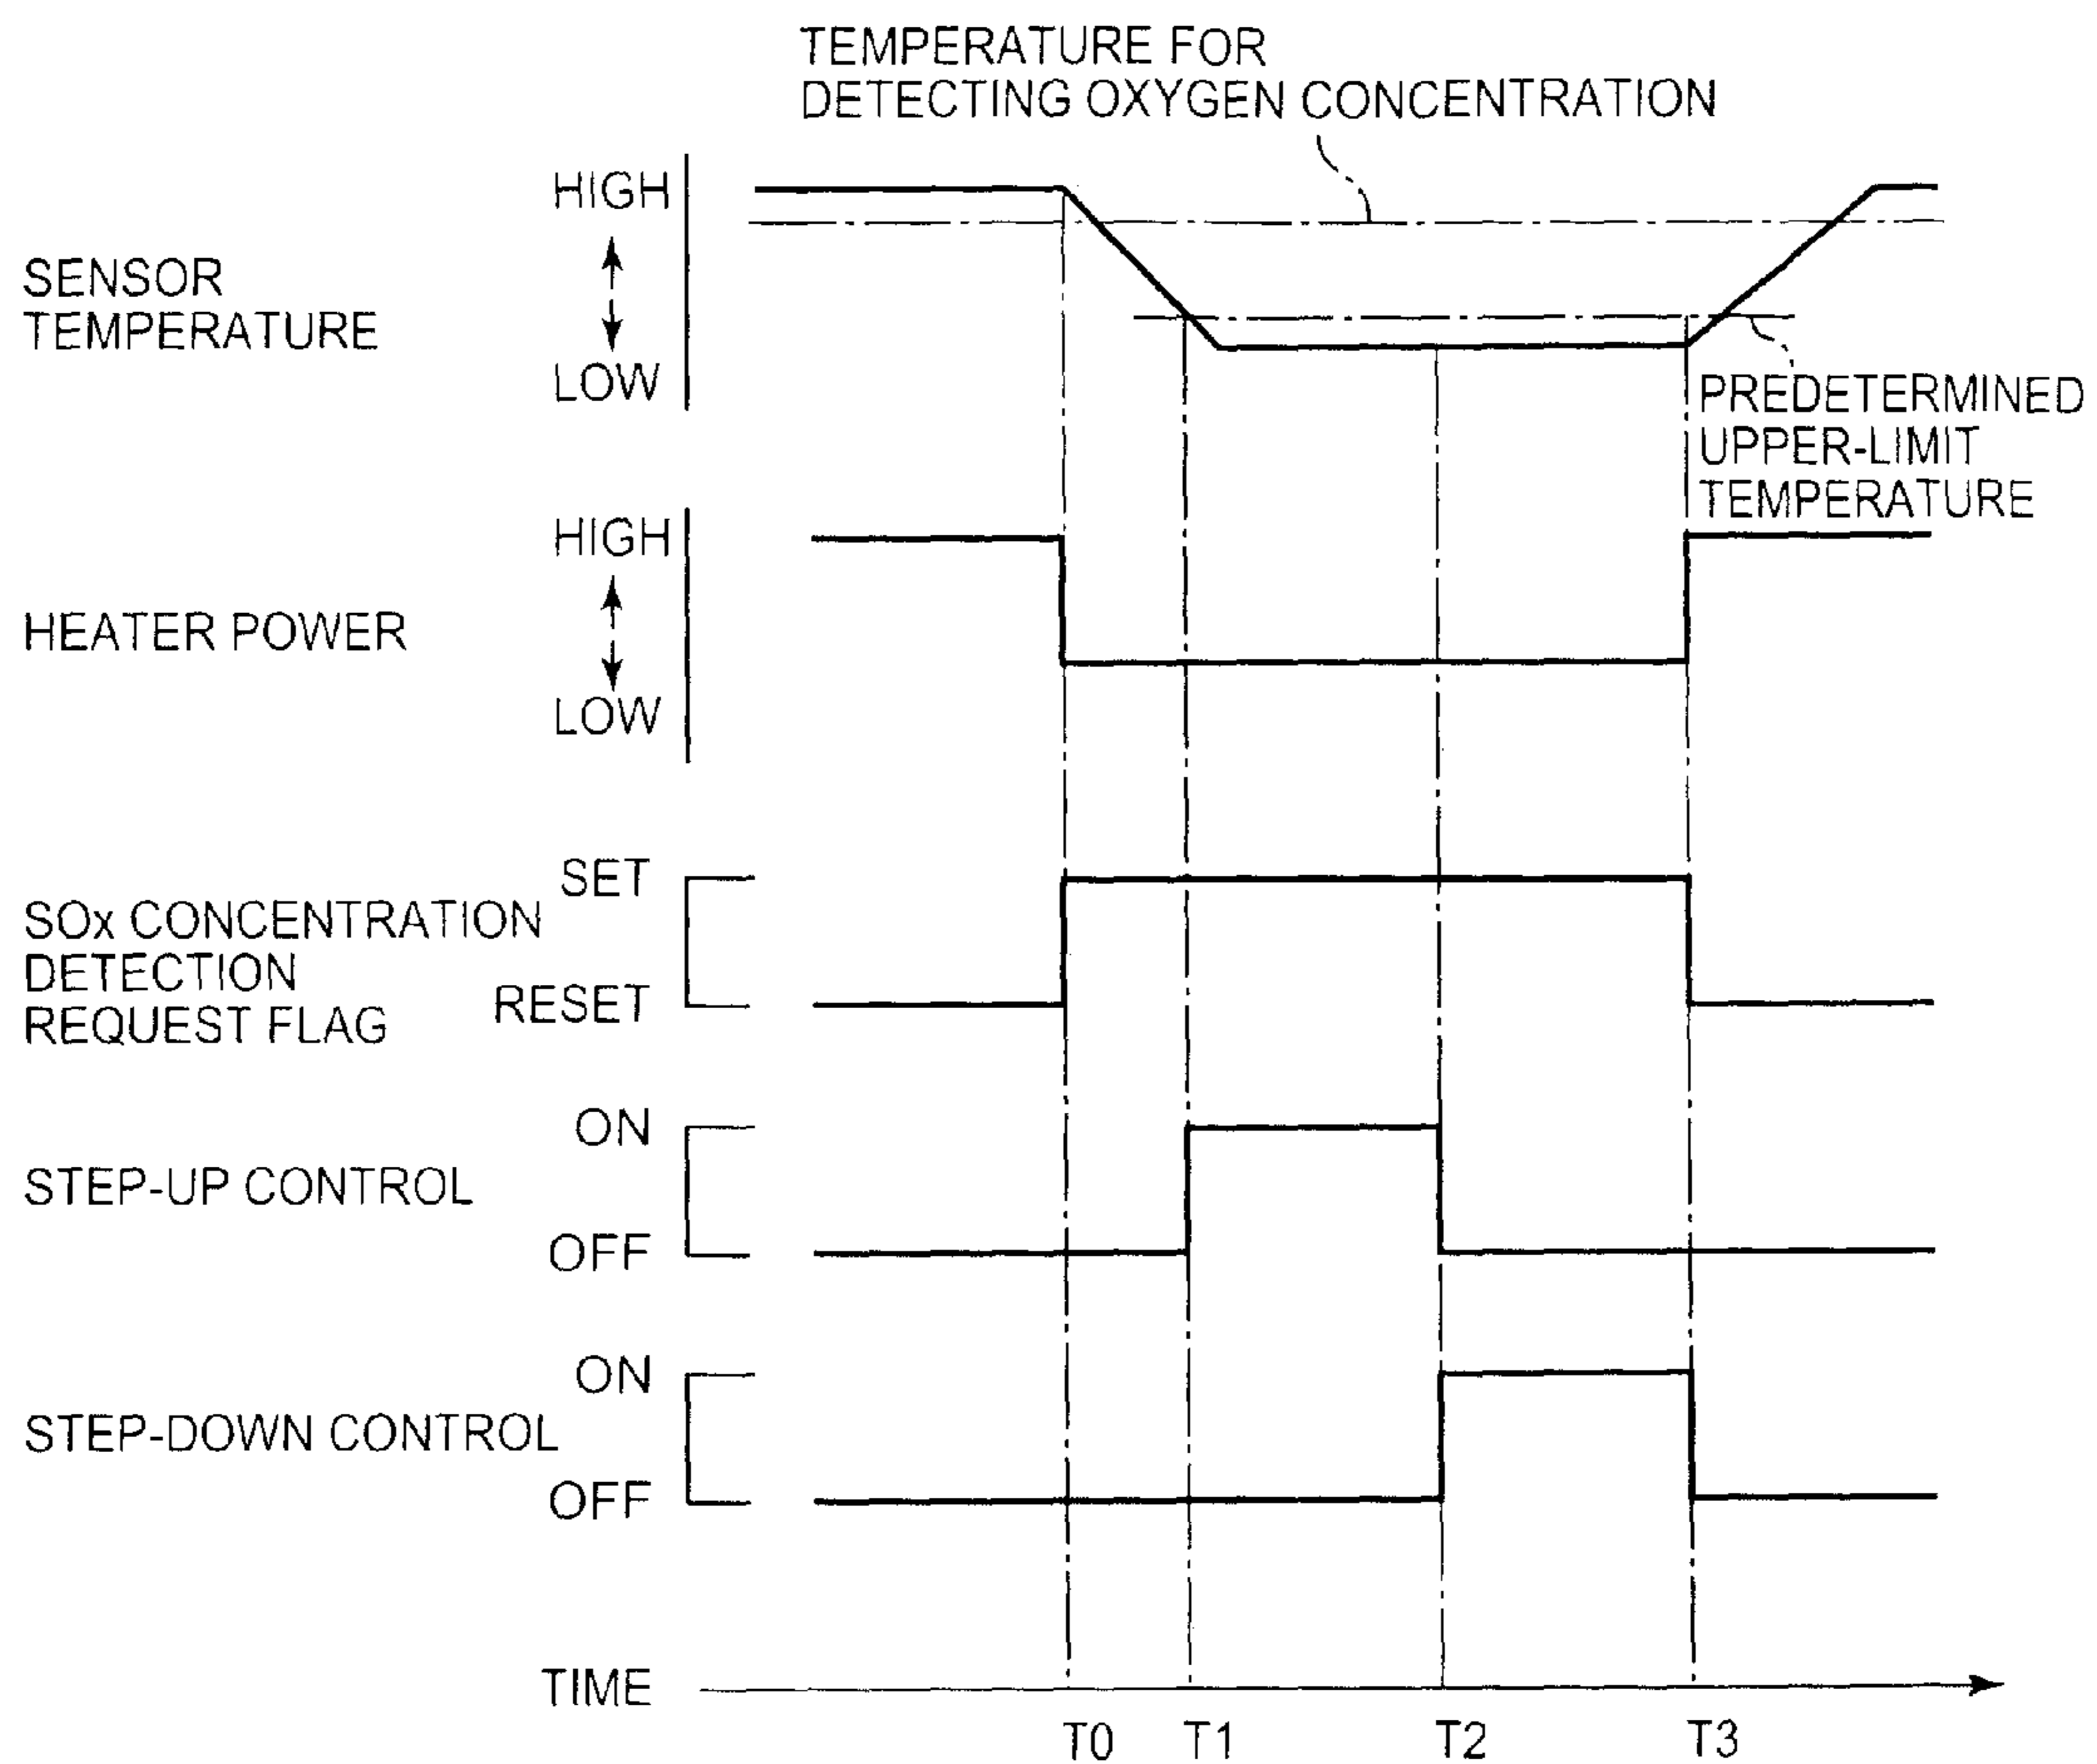 TEMPERATURE FOR
DETECTING OXYGEN CONCENTRATION
HIGH
SENSOR
TEMPERATURE
LOW
PREDETERMINED
UPPER-LIMIT
TEMPERATURE
HIGH
HEATER POWER
LOW
SET
SOx CONCENTRATION
DETECTION
REQUEST FLAG
RESET
ON
STEP-UP CONTROL
OFF
ON
STEP-DOWN CONTROL
OFF
TIME
T0 T1 T2 T3